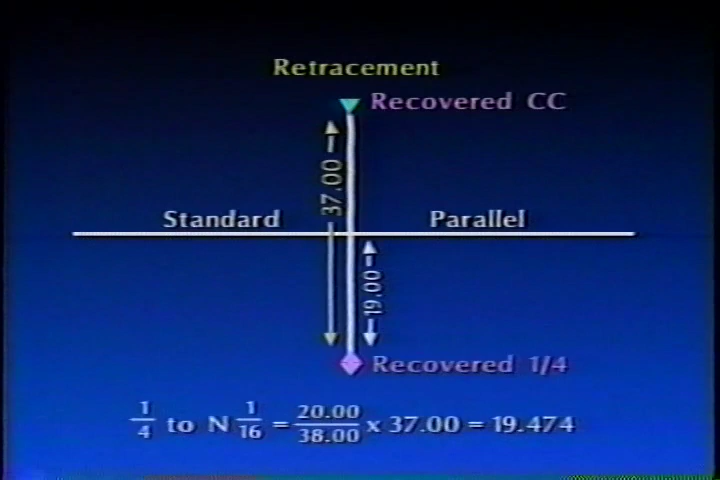 Retracement
Recovered CC
37.00
Standard Parallel
19.00
Recovered 1/4
1/4 to N 1/16 = 20.00/38.00 x 37.00 = 19.474